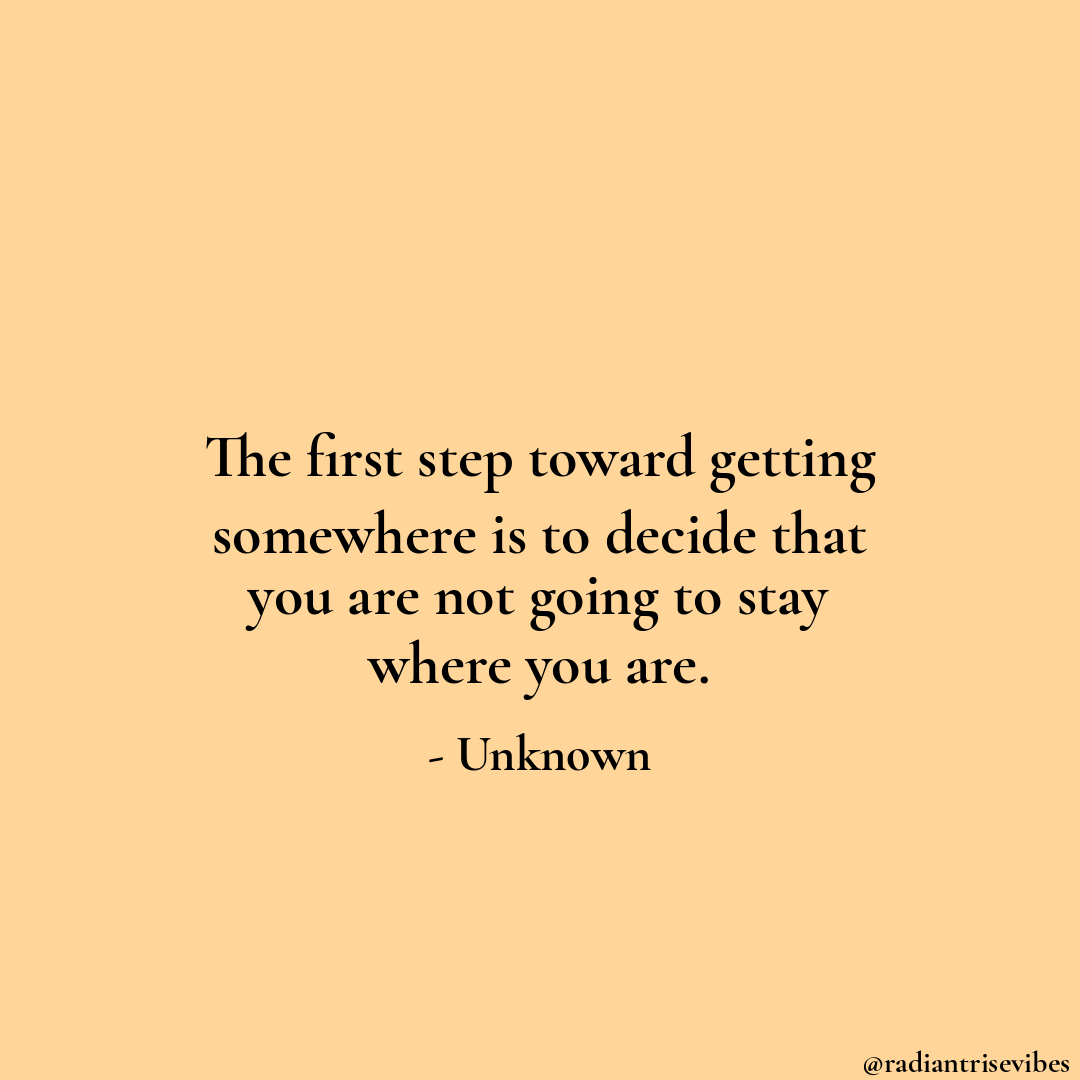 The first step toward getting
somewhere is to decide that
you are not going to stay
where you are.
- Unknown
@radiantrisevibes